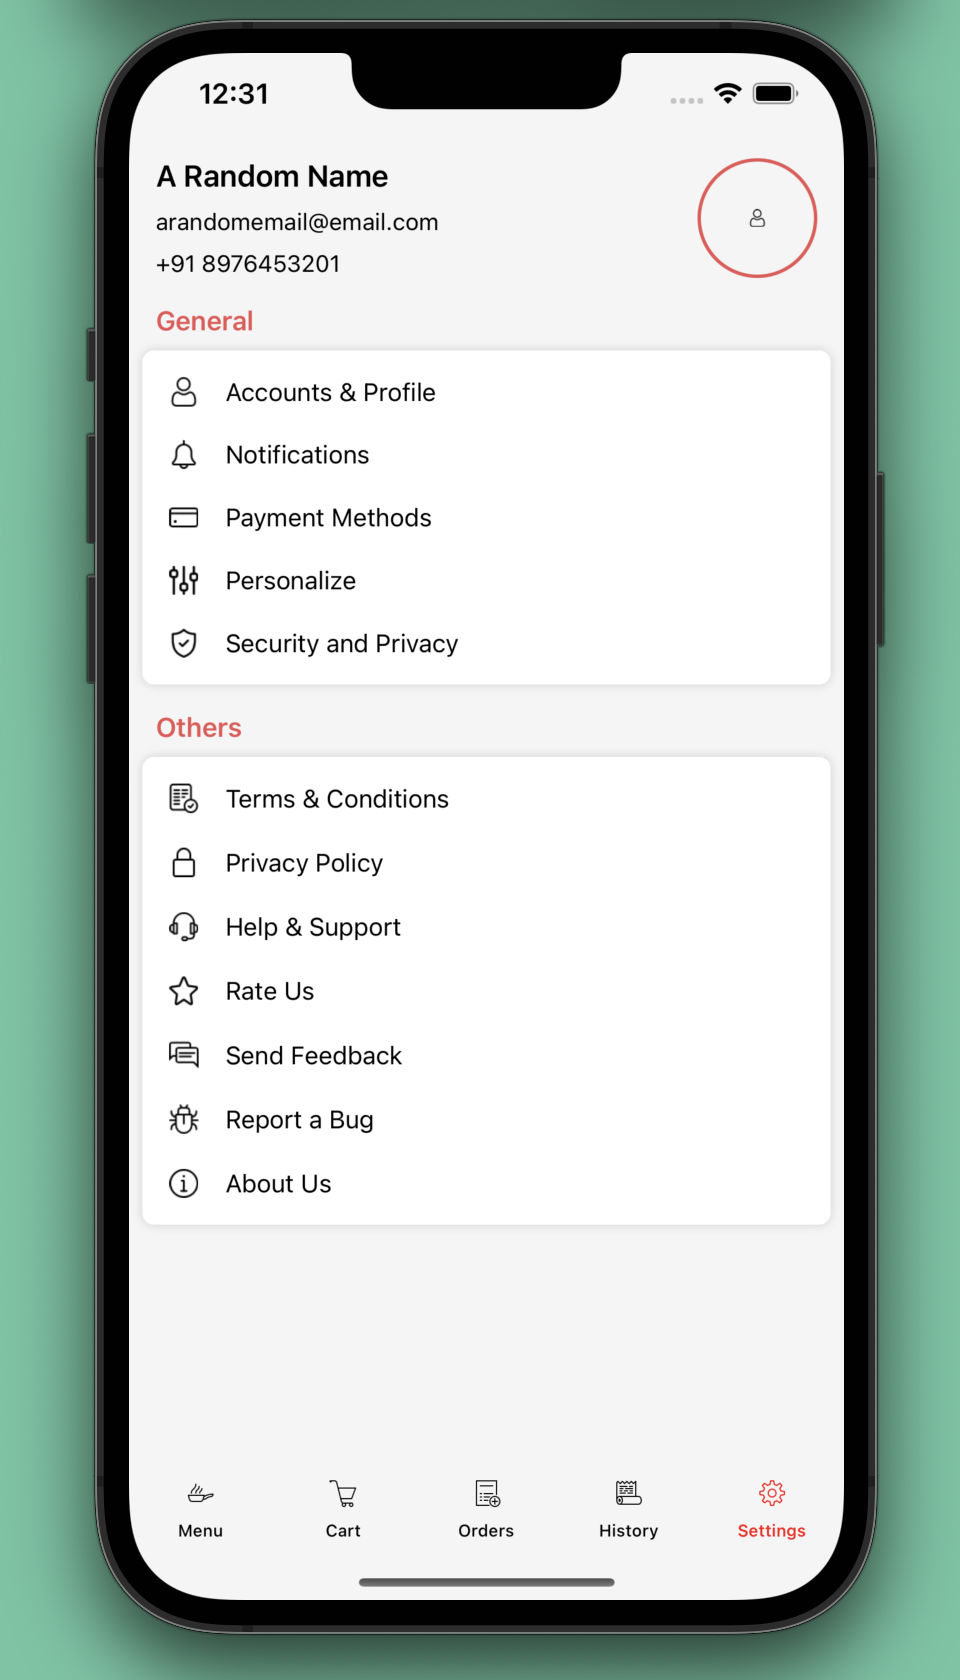 12:31
A Random Name
arandomemail@email.com
+91 8976453201
General
Accounts & Profile
Notifications
Payment Methods
Personalize
Security and Privacy
Others
Terms & Conditions
Privacy Policy
Help & Support
Rate Us
Send Feedback
Report a Bug
About Us
Menu Cart Orders History Settings